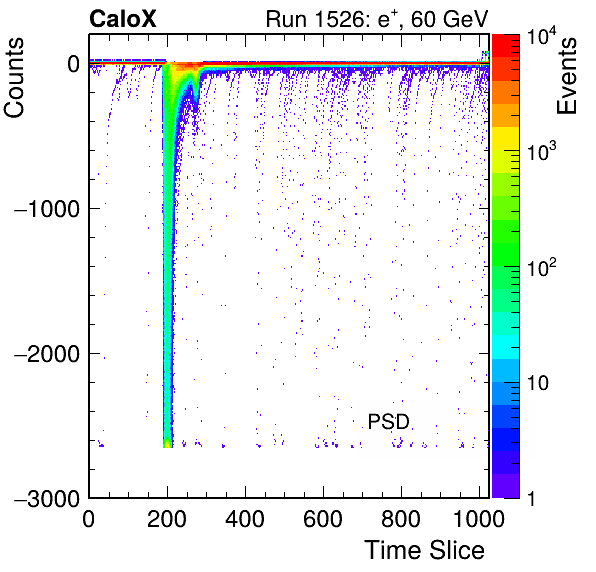 CaloX Run 1526: e⁺, 60 GeV
Counts
Events
0
−1000
−2000
−3000
PSD
0 200 400 600 800 1000
Time Slice
10⁴
10³
10²
10
1